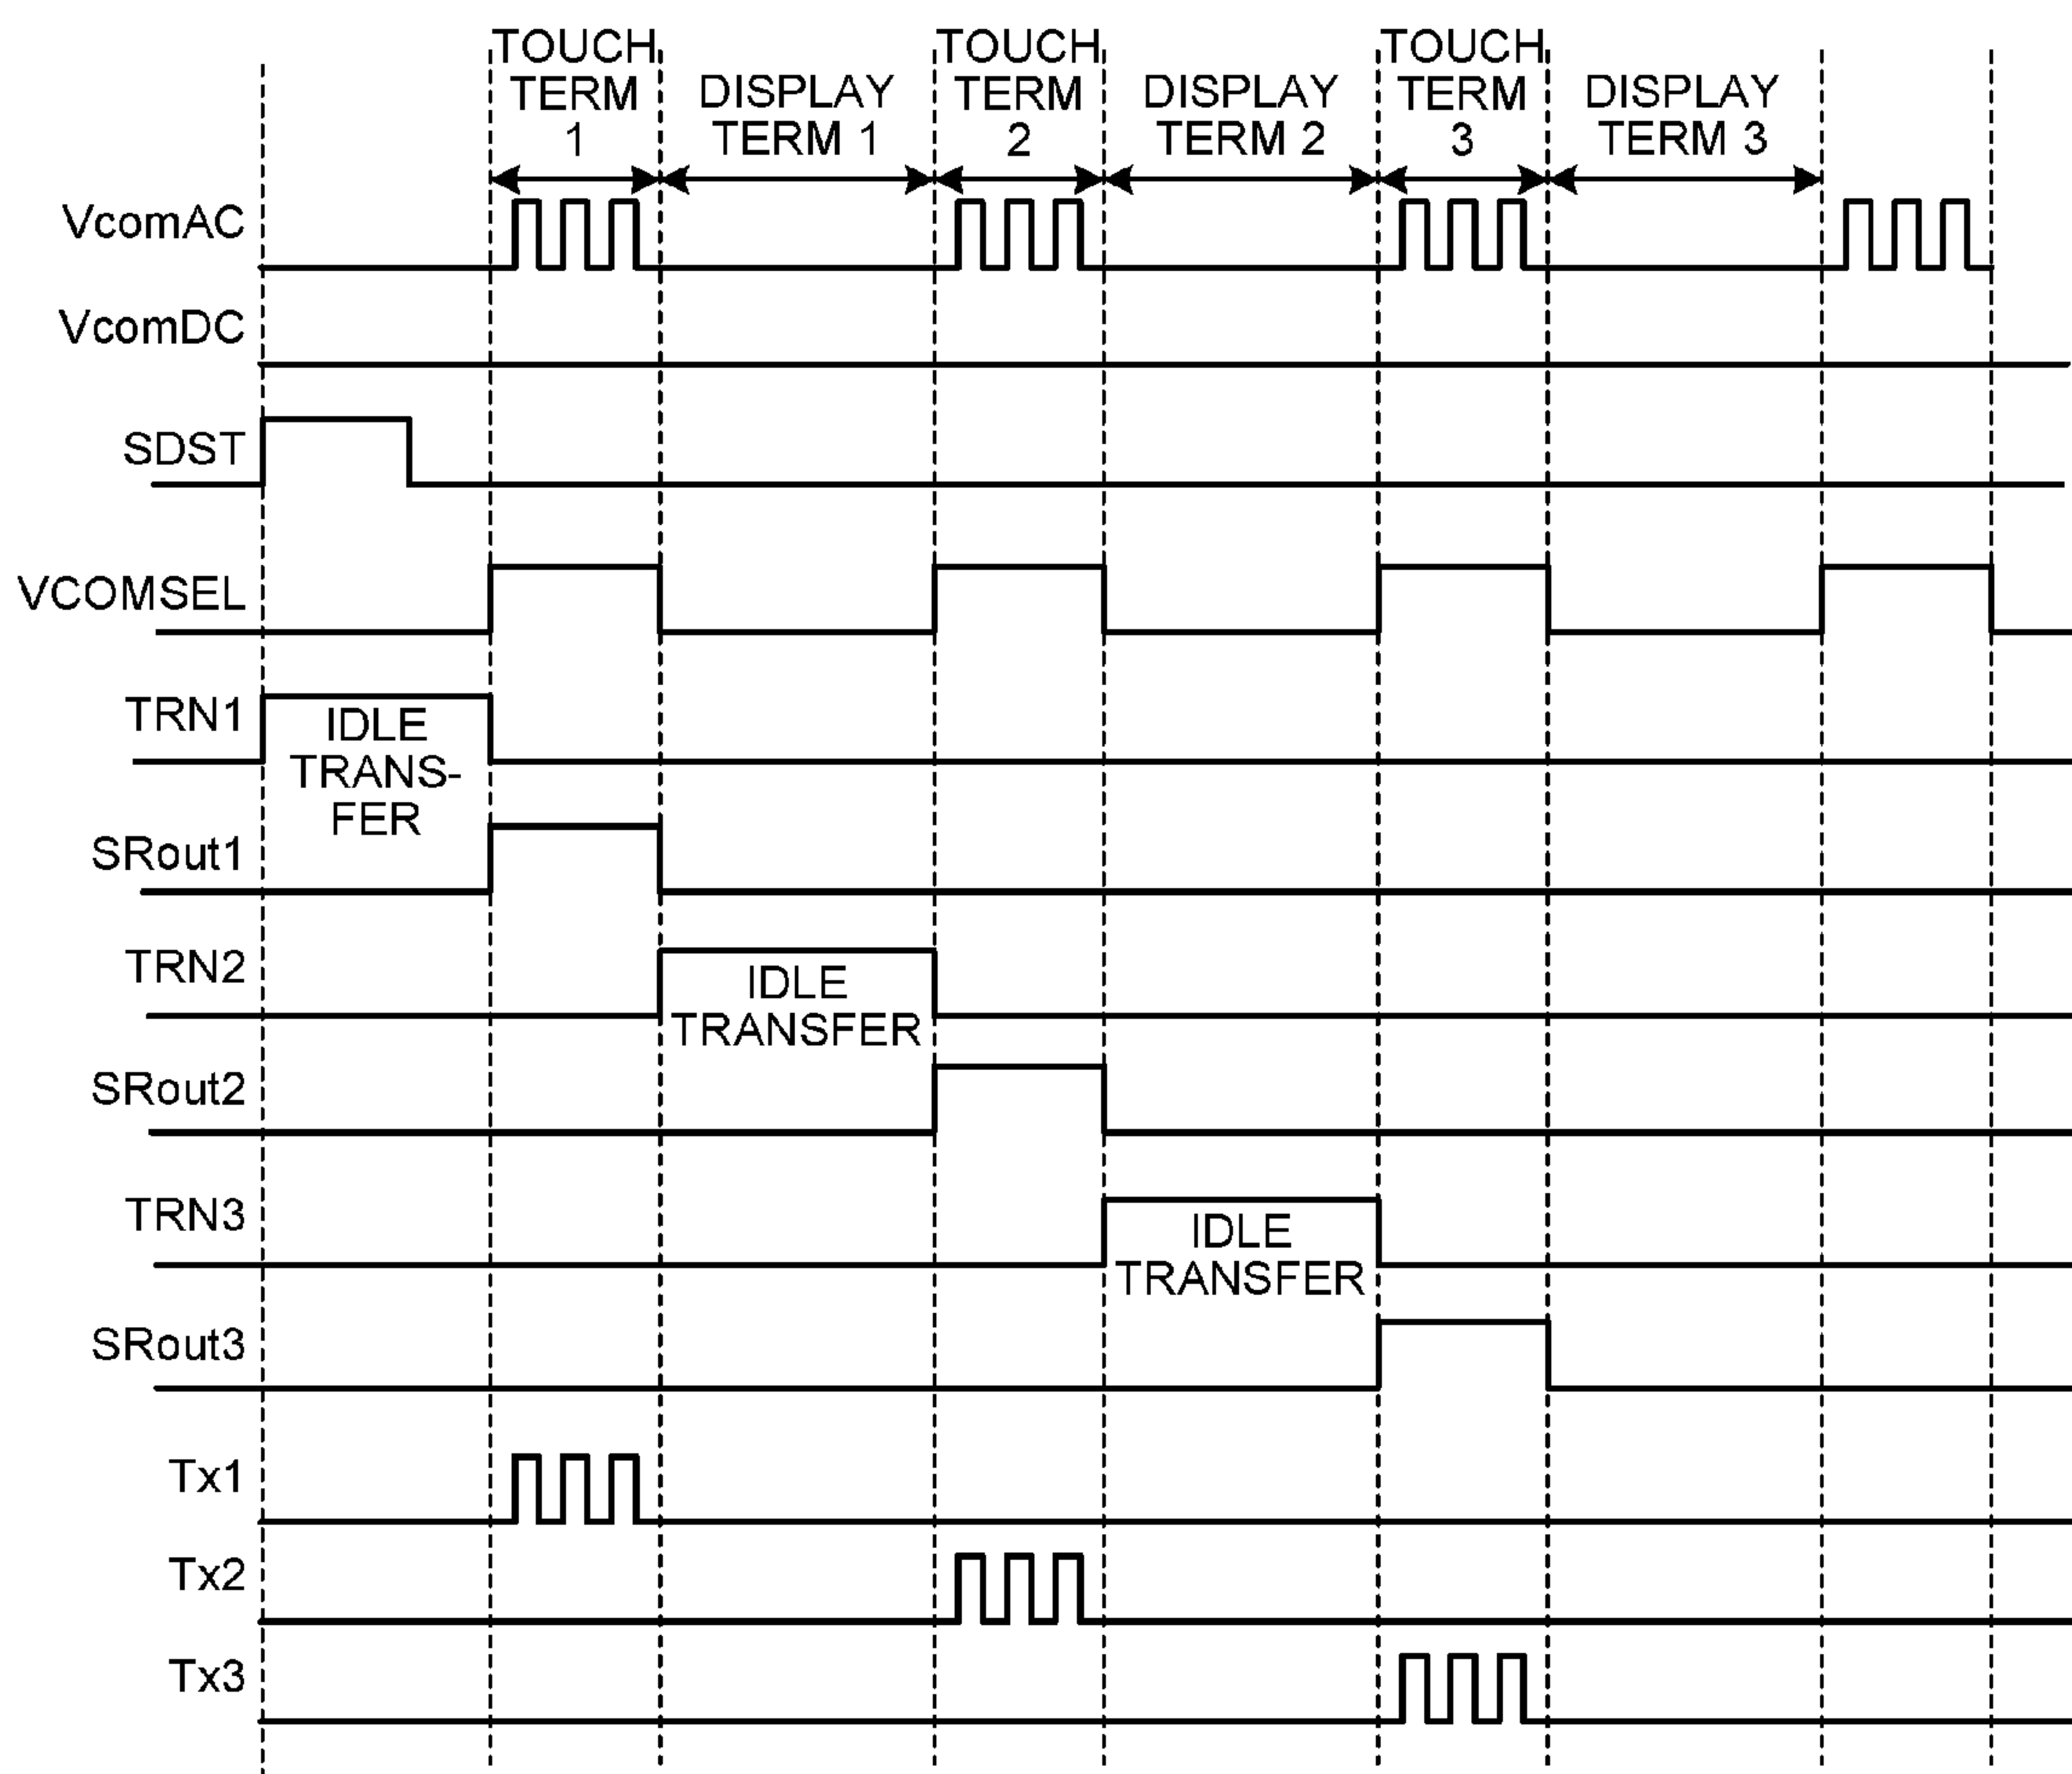 TOUCH
TERM
1
DISPLAY
TERM 1
TOUCH
TERM
2
DISPLAY
TERM 2
TOUCH
TERM
3
DISPLAY
TERM 3
VcomAC
VcomDC
SDST
VCOMSEL
TRN1
IDLE
TRANS-
FER
SRout1
TRN2
IDLE
TRANSFER
SRout2
TRN3
IDLE
TRANSFER
SRout3
Tx1
Tx2
Tx3